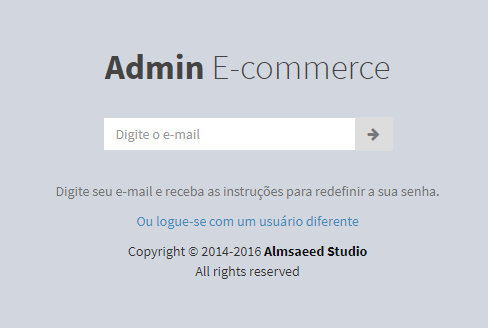 Admin E-commerce
Digite o e-mail
Digite seu e-mail e receba as instruções para redefinir a sua senha.
Ou logue-se com um usuário diferente
Copyright © 2014-2016 Almsaeed Studio
All rights reserved